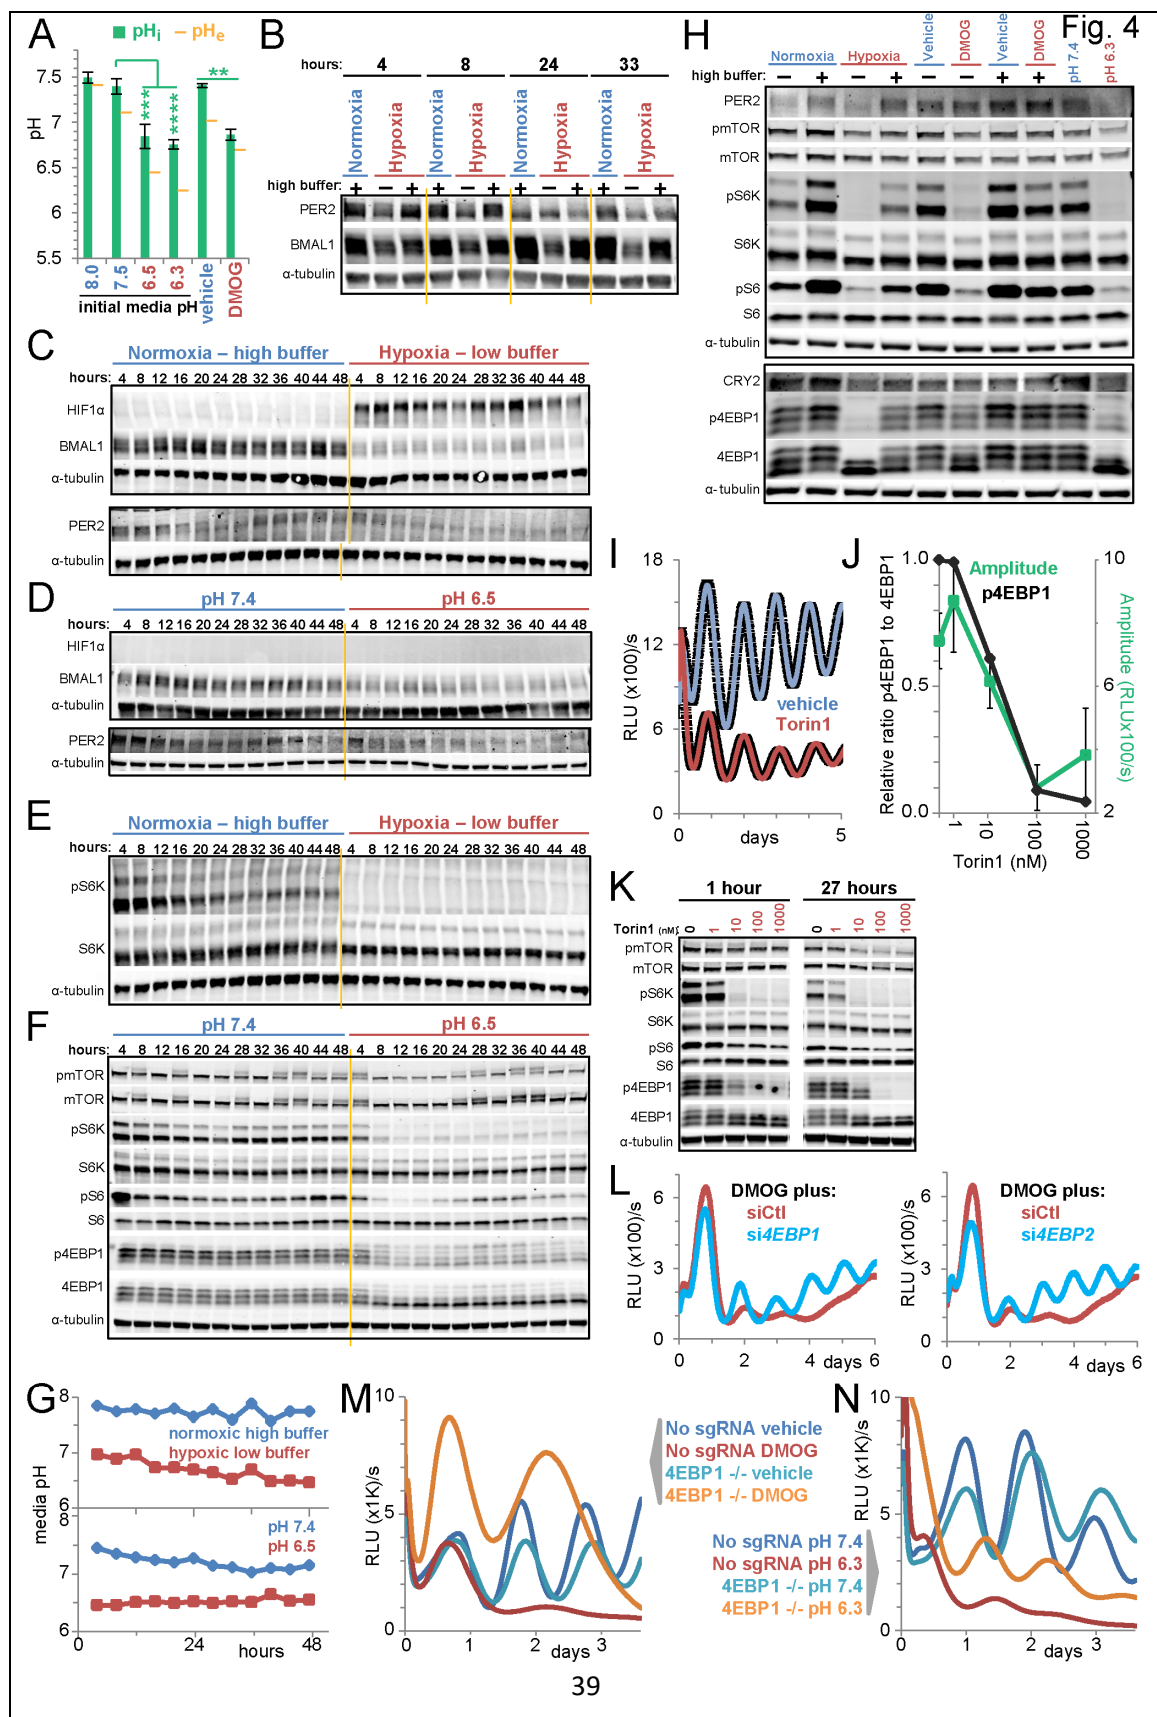 Fig. 4
A
pHi
pHe
**
***
****
pH
7.5
7
6.5
6
5.5
8.0
7.5
6.5
6.3
vehicle
DMOG
initial media pH
B
hours: 4 8 24 33
Normoxia Hypoxia Normoxia Hypoxia Normoxia Hypoxia Normoxia Hypoxia
high buffer: + − + + − + + − + + − +
PER2
BMAL1
α-tubulin
C
Normoxia – high buffer Hypoxia – low buffer
hours: 4 8 12 16 20 24 28 32 36 40 44 48 4 8 12 16 20 24 28 32 36 40 44 48
HIF1α
BMAL1
α-tubulin
PER2
α-tubulin
D
pH 7.4 pH 6.5
hours: 4 8 12 16 20 24 28 32 36 40 44 48 4 8 12 16 20 24 28 32 36 40 44 48
HIF1α
BMAL1
α-tubulin
PER2
α-tubulin
E
Normoxia – high buffer Hypoxia – low buffer
hours: 4 8 12 16 20 24 28 32 36 40 44 48 4 8 12 16 20 24 28 32 36 40 44 48
pS6K
S6K
α-tubulin
F
pH 7.4 pH 6.5
hours: 4 8 12 16 20 24 28 32 36 40 44 48 4 8 12 16 20 24 28 32 36 40 44 48
pmTOR
mTOR
pS6K
S6K
pS6
S6
p4EBP1
4EBP1
α-tubulin
G
media pH
8
normoxic high buffer
7
hypoxic low buffer
6
8
pH 7.4
pH 6.5
7
6
0 24 48
hours
H
Normoxia Hypoxia Vehicle DMOG Vehicle DMOG pH 7.4 pH 6.3
high buffer: − + − + − − + +
PER2
pmTOR
mTOR
pS6K
S6K
pS6
S6
α- tubulin
CRY2
p4EBP1
4EBP1
α- tubulin
I
RLU (x100)/s
18
12
6
0
vehicle
Torin1
0 5
days
J
Relative ratio p4EBP1 to 4EBP1
1.0
0.5
0.0
Amplitude
p4EBP1
10
6
2
Amplitude (RLUx100/s)
1 10 100 1000
Torin1 (nM)
K
1 hour 27 hours
Torin1 (nM): 0 1 10 100 1000 0 1 10 100 1000
pmTOR
mTOR
pS6K
S6K
pS6
S6
p4EBP1
4EBP1
α-tubulin
L
RLU (x100)/s
6
3
0
DMOG plus:
siCtl
si4EBP1
0 2 4 days 6
RLU (x100)/s
6
3
0
DMOG plus:
siCtl
si4EBP2
0 2 4 days 6
M
RLU (x1K)/s
10
5
0
0 1 2 3
days
No sgRNA vehicle
No sgRNA DMOG
4EBP1 -/- vehicle
4EBP1 -/- DMOG
No sgRNA pH 7.4
No sgRNA pH 6.3
4EBP1 -/- pH 7.4
4EBP1 -/- pH 6.3
N
RLU (x1K)/s
10
5
0
0 1 2 3
days
39